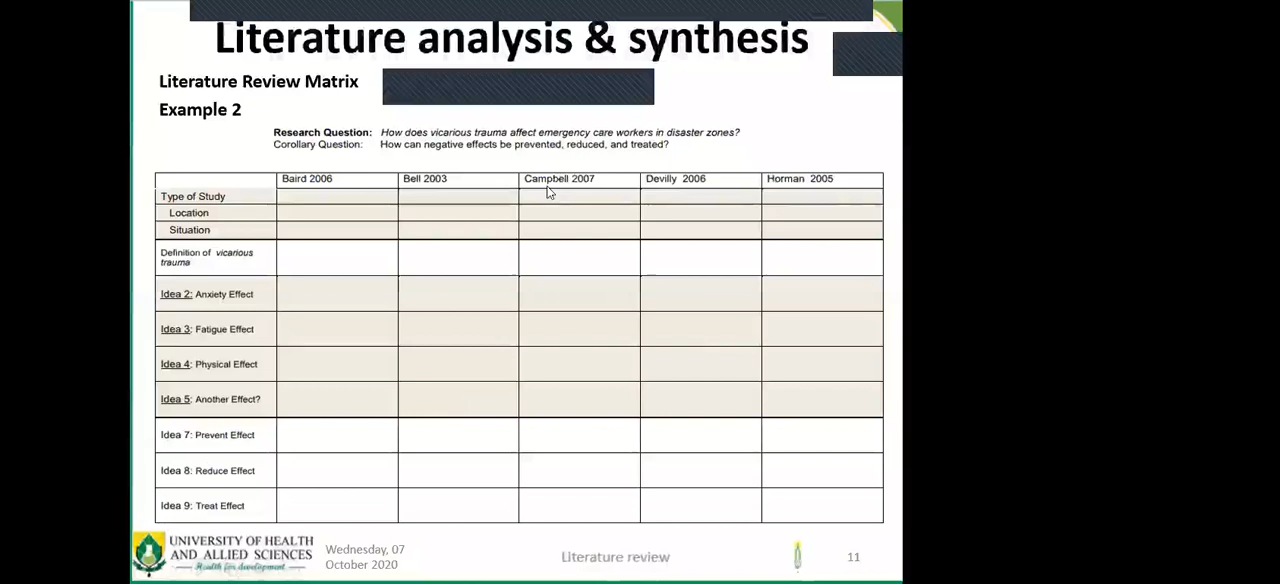 Literature analysis & synthesis
Literature Review Matrix
Example 2
Research Question: How does vicarious trauma affect emergency care workers in disaster zones?
Corollary Question: How can negative effects be prevented, reduced, and treated?
Baird 2006 Bell 2003 Campbell 2007 Devilly 2006 Horman 2005
Type of Study
Location
Situation
Definition of vicarious
trauma
Idea 2: Anxiety Effect
Idea 3: Fatigue Effect
Idea 4: Physical Effect
Idea 5: Another Effect?
Idea 7: Prevent Effect
Idea 8: Reduce Effect
Idea 9: Treat Effect
UNIVERSITY OF HEALTH
AND ALLIED SCIENCES
Health for development
Wednesday, 07
October 2020
Literature review
11